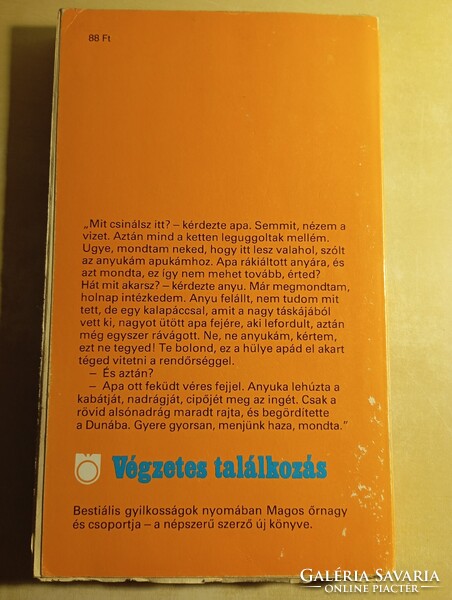 88 Ft
„Mit csinálsz itt? – kérdezte apa. Semmit, nézem a
vizet. Aztán mind a ketten leguggoltak mellém.
Ugye, mondtam neked, hogy itt lesz valahol, szólt
az anyukám apukámhoz. Apa rákiáltott anyára, és
azt mondta, ez így nem mehet tovább, érted?
Hát mit akarsz? – kérdezte anyu. Már megmondtam,
holnap intézkedem. Anyu felállt, nem tudom mit
tett, de egy kalapáccsal, amit a nagy táskájából
vett ki, nagyot ütött apa fejére, aki lefordult, aztán
még egyszer rávágott. Ne, ne anyukám, kértem,
ezt ne tegyed! Te bolond, ez a hülye apád el akart
téged vitetni a rendőrséggel.
– És aztán?
– Apa ott feküdt véres fejjel. Anyuka lehúzta a
kabátját, nadrágját, cipőjét meg az ingét. Csak a
rövid alsónadrág maradt rajta, és begördítette
a Dunába. Gyere gyorsan, menjünk haza, mondta."
Végzetes találkozás
Bestiális gyilkosságok nyomában Magos őrnagy
és csoportja – a népszerű szerző új könyve.
GALÉRIA SAVARIA
ONLINE PIACTÉR